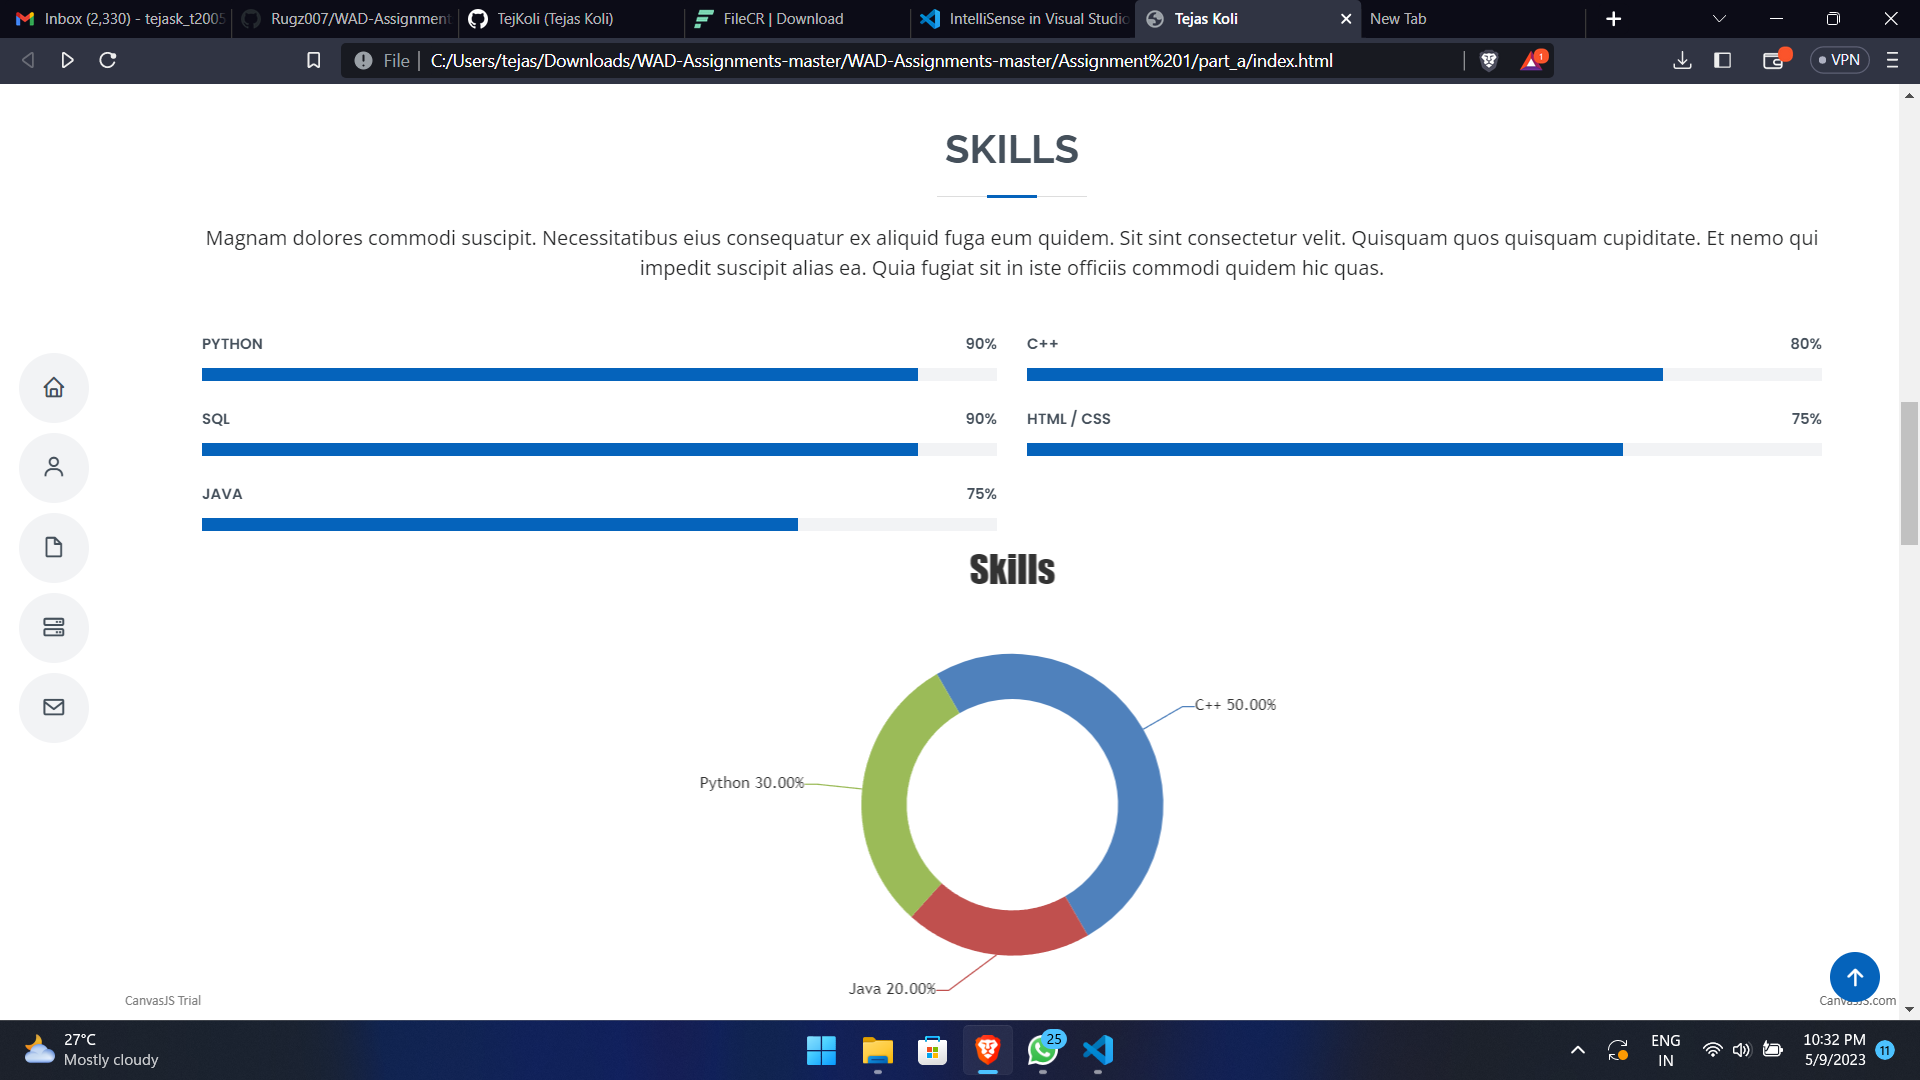 Inbox (2,330) - tejask_t2005
Rugz007/WAD-Assignment
TejKoli (Tejas Koli)
FileCR | Download
IntelliSense in Visual Studio
Tejas Koli
New Tab
File | C:/Users/tejas/Downloads/WAD-Assignments-master/WAD-Assignments-master/Assignment%201/part_a/index.html
1
VPN
SKILLS
Magnam dolores commodi suscipit. Necessitatibus eius consequatur ex aliquid fuga eum quidem. Sit sint consectetur velit. Quisquam quos quisquam cupiditate. Et nemo qui
impedit suscipit alias ea. Quia fugiat sit in iste officiis commodi quidem hic quas.
PYTHON 90%
C++ 80%
SQL 90%
HTML / CSS 75%
JAVA 75%
Skills
C++ 50.00%
Python 30.00%
Java 20.00%
CanvasJS Trial
CanvasJS.com
27°C
Mostly cloudy
25
ENG
IN
10:32 PM
5/9/2023
11